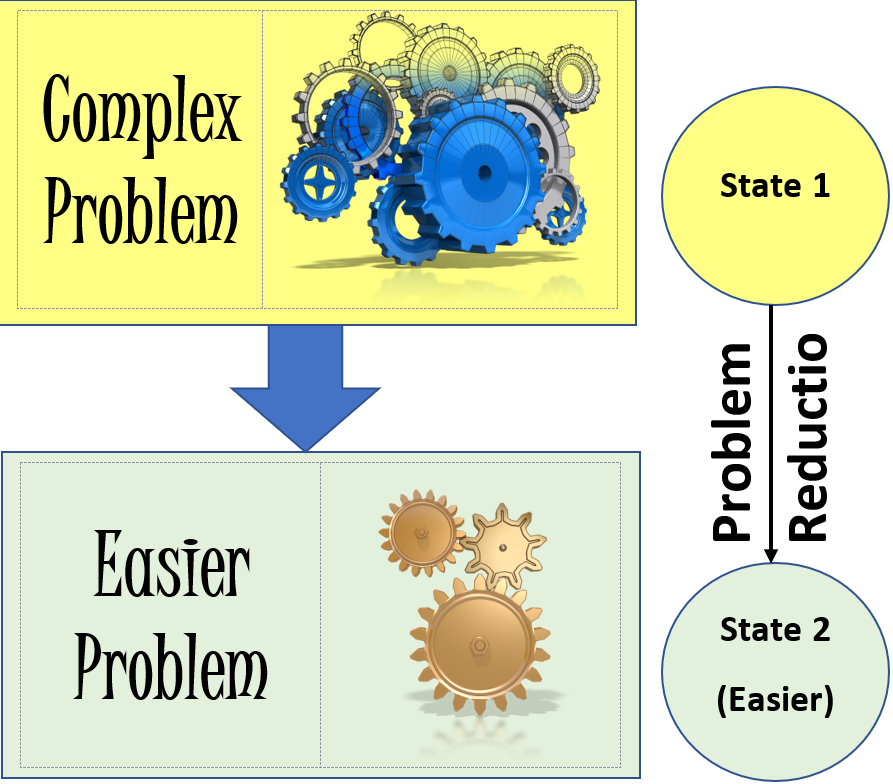 Complex
Problem
State 1
Problem
Reductio
Easier
Problem
State 2
(Easier)